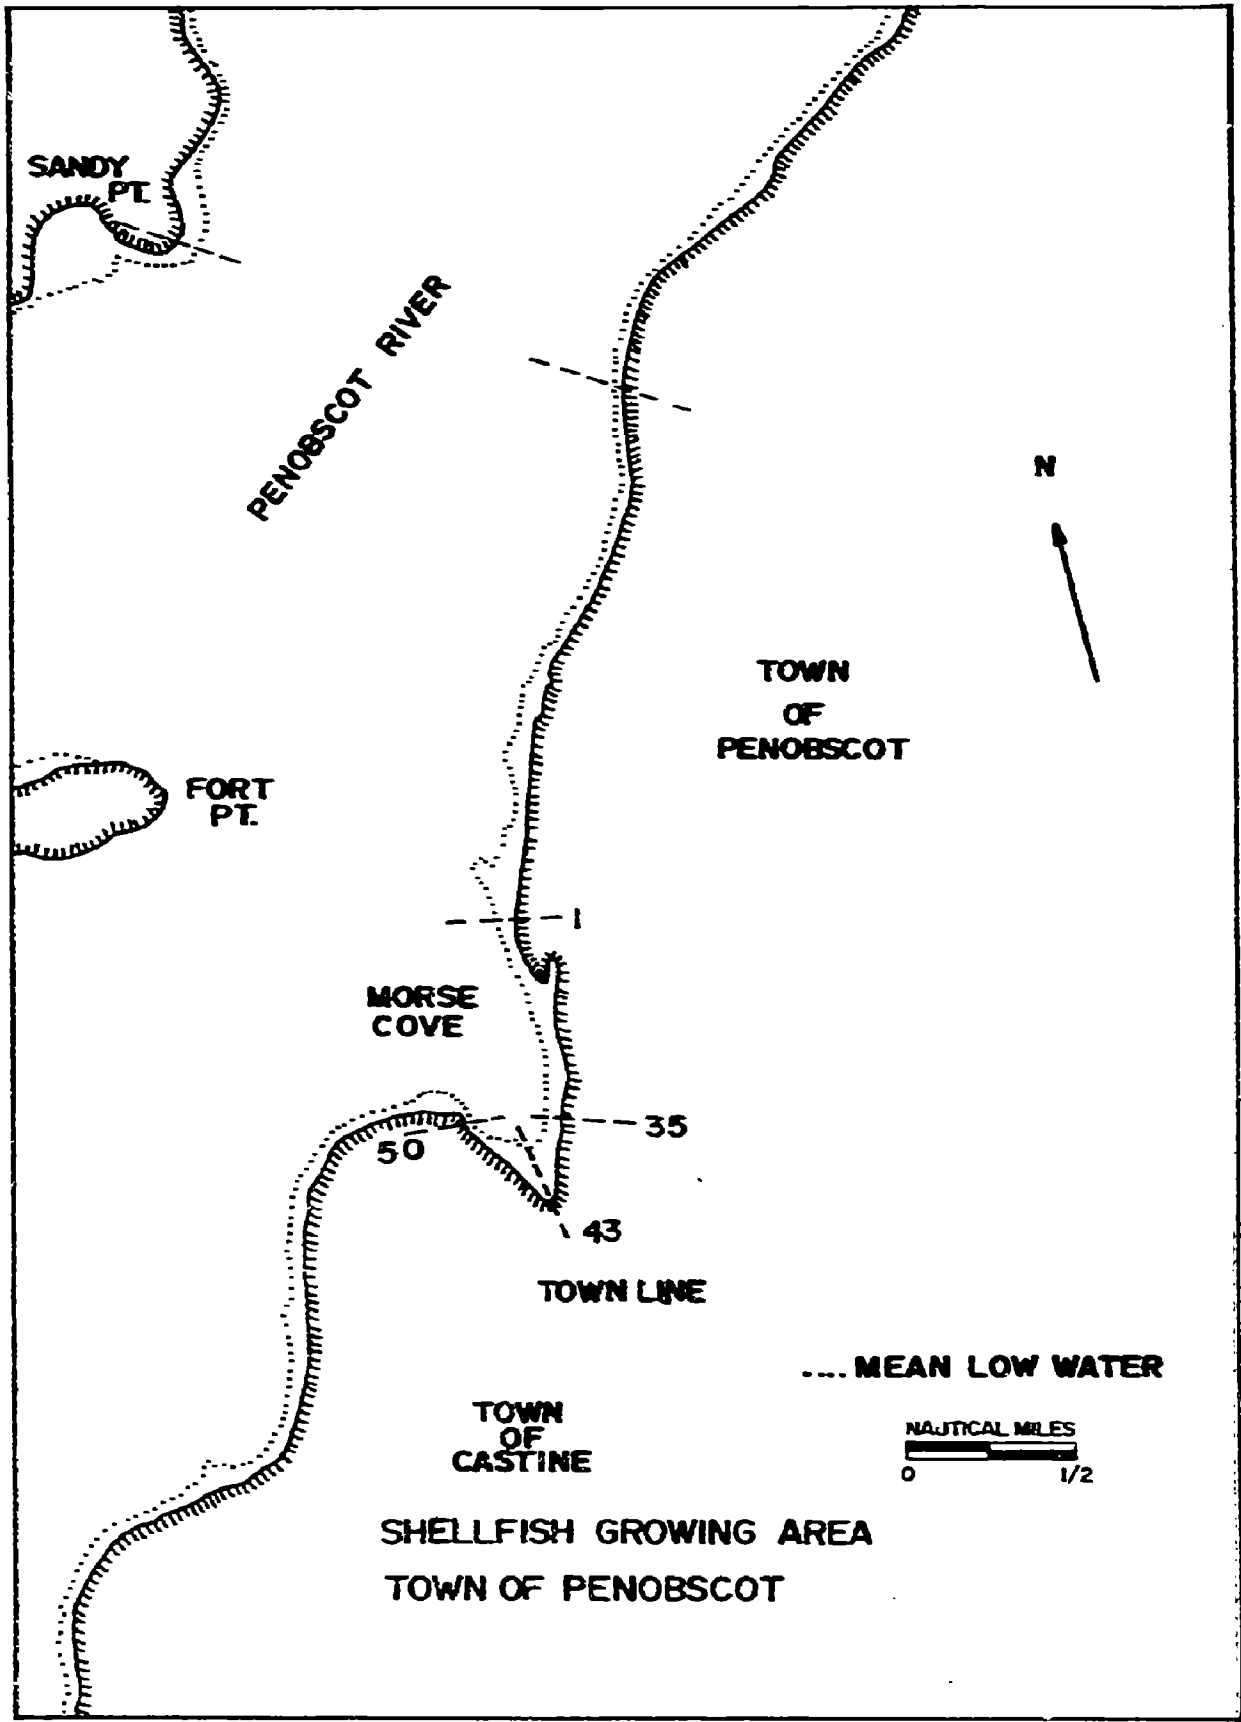 SANDY
PT.
PENOBSCOT RIVER
N
TOWN
OF
PENOBSCOT
FORT
PT.
1
MORSE
COVE
35
50
43
TOWN LINE
.... MEAN LOW WATER
NAUTICAL MILES
0 1/2
TOWN
OF
CASTINE
SHELLFISH GROWING AREA
TOWN OF PENOBSCOT